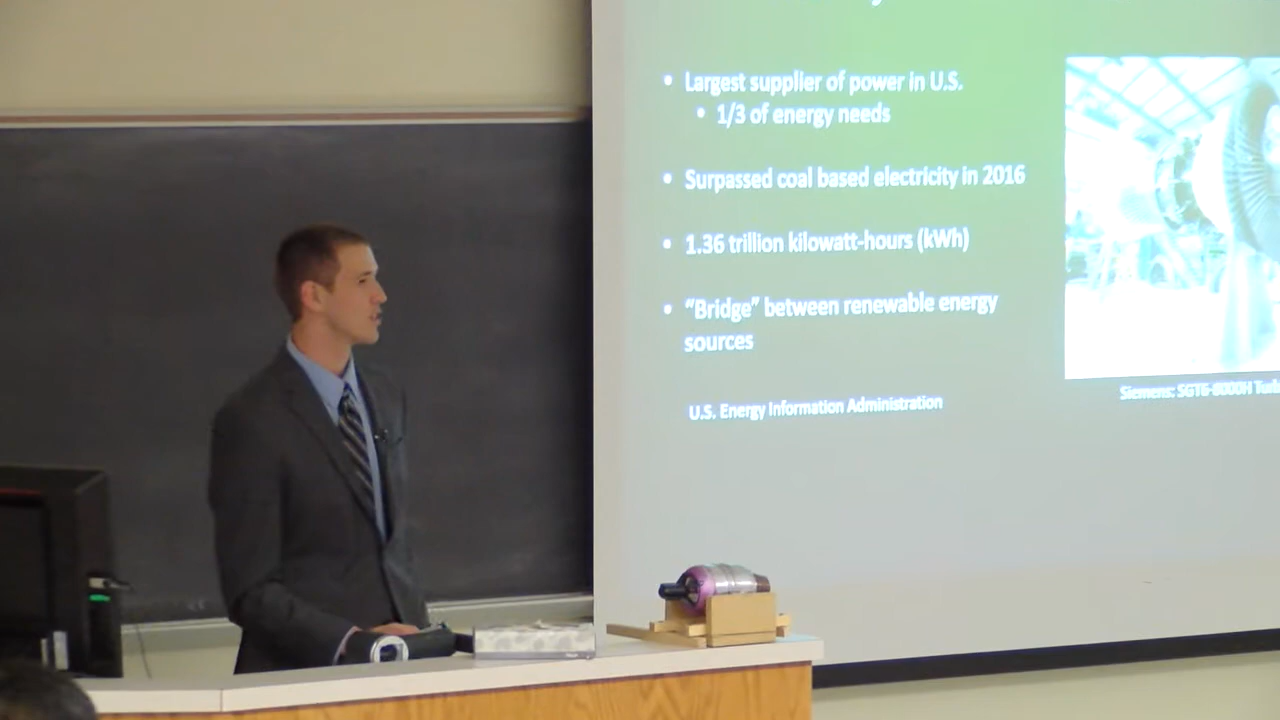 • Largest supplier of power in U.S.
• 1/3 of energy needs
• Surpassed coal based electricity in 2016
• 1.36 trillion kilowatt-hours (kWh)
• "Bridge" between renewable energy
sources
Siemens: SGT6-8000H
U.S. Energy Information Administration